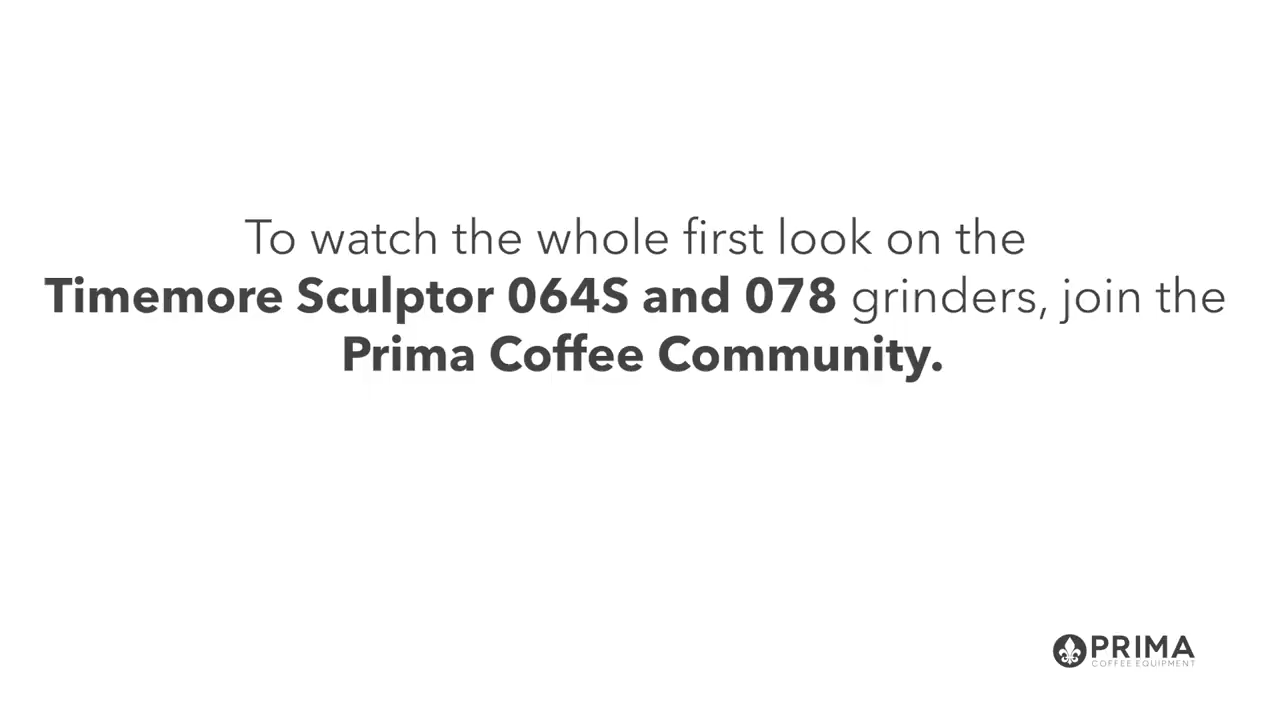 To watch the whole first look on the
Timemore Sculptor 064S and 078 grinders, join the
Prima Coffee Community.
PRIMA
COFFEE EQUIPMENT